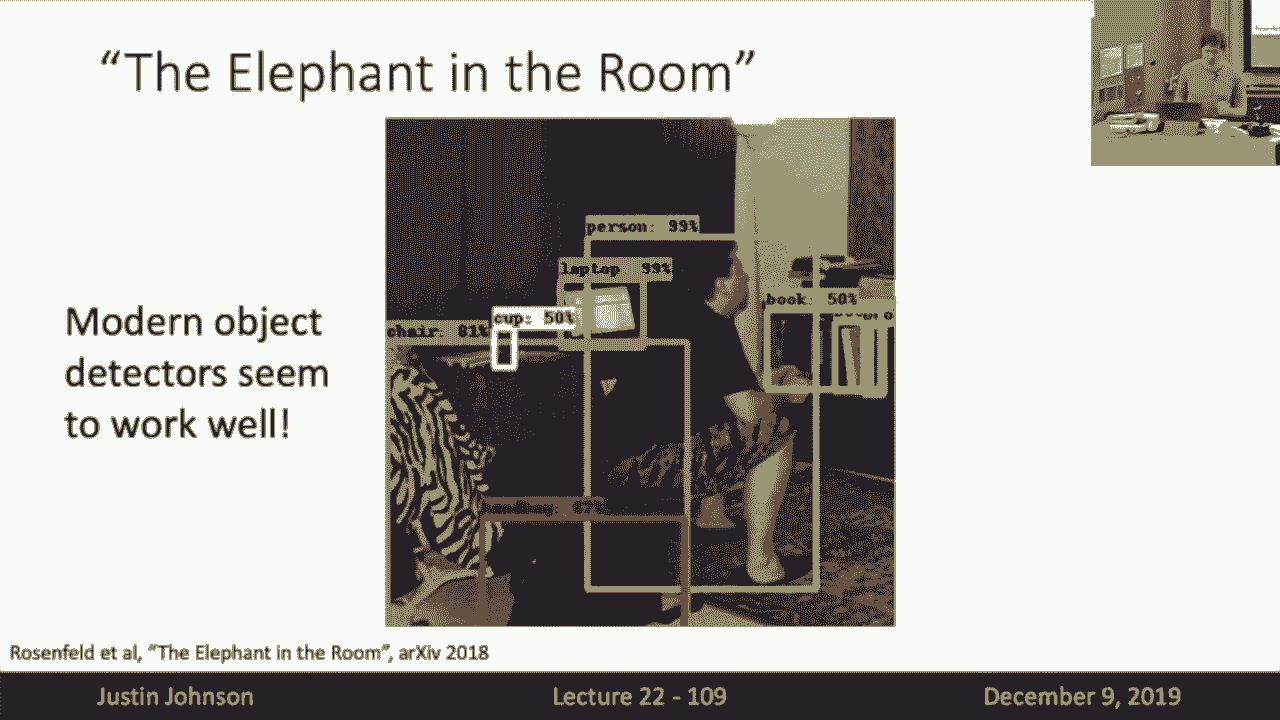 “The Elephant in the Room”
Modern object
detectors seem
to work well!
person: 99%
laptop 99%
book: 50%
cup: 50%
chair: 81%
handbag: 67%
Rosenfeld et al, “The Elephant in the Room”, arXiv 2018
Justin Johnson
Lecture 22 - 109
December 9, 2019